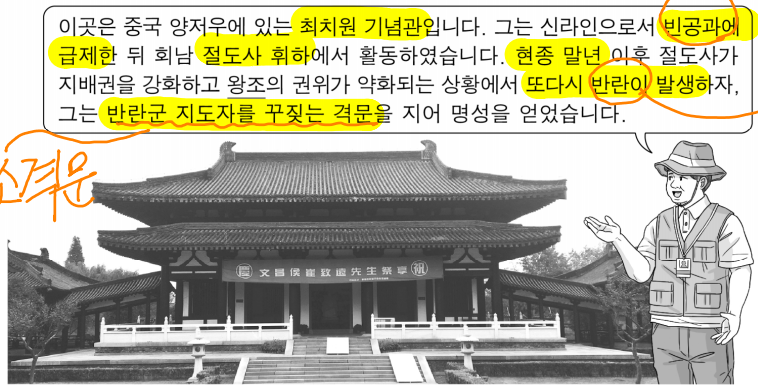 이곳은 중국 양저우에 있는 최치원 기념관입니다. 그는 신라인으로서 빈공과에
급제한 뒤 회남 절도사 휘하에서 활동하였습니다. 현종 말년 이후 절도사가
지배권을 강화하고 왕조의 권위가 약화되는 상황에서 또다시 반란이 발생하자,
그는 반란군 지도자를 꾸짖는 격문을 지어 명성을 얻었습니다.
격문
文昌侯崔致遠先生祭享